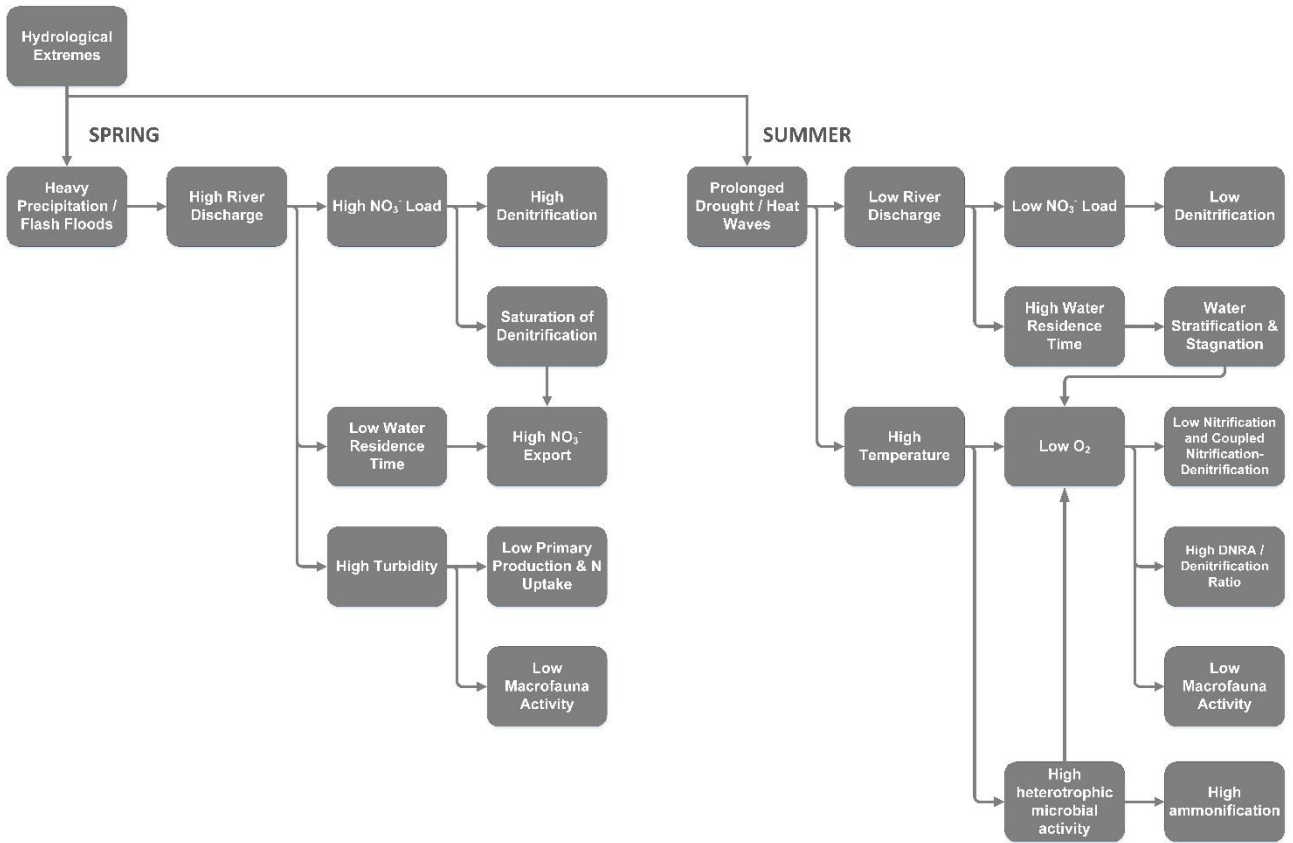 Hydrological
Extremes
SPRING
SUMMER
Heavy
Precipitation /
Flash Floods
High River
Discharge
High NO₃⁻ Load
High
Denitrification
Saturation of
Denitrification
Low Water
Residence
Time
High NO₃⁻
Export
High Turbidity
Low Primary
Production & N
Uptake
Low
Macrofauna
Activity
Prolonged
Drought / Heat
Waves
Low River
Discharge
Low NO₃⁻ Load
Low
Denitrification
High Water
Residence
Time
Water
Stratification &
Stagnation
High
Temperature
Low O₂
Low Nitrification
and Coupled
Nitrification-
Denitrification
High DNRA /
Denitrification
Ratio
Low
Macrofauna
Activity
High
heterotrophic
microbial
activity
High
ammonification